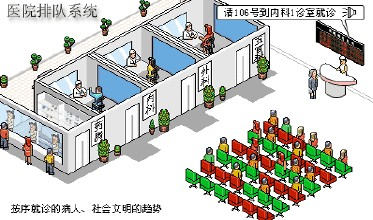 医院排队系统
请106号到内科1诊室就诊
外科
内科
按序就诊的病人、社会文明的趋势